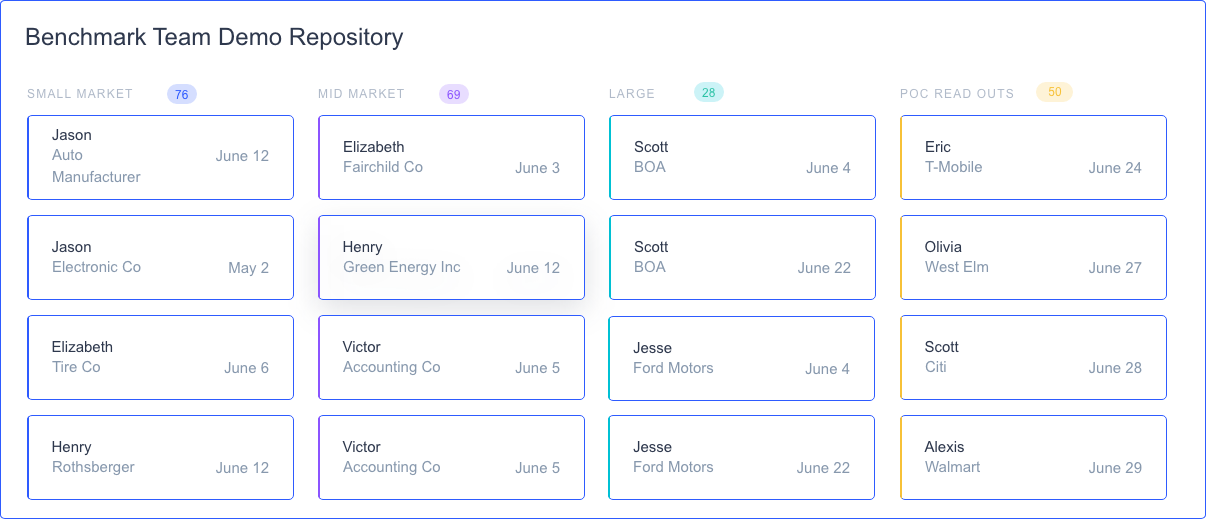 Benchmark Team Demo Repository
SMALL MARKET 76
Jason
Auto
Manufacturer
June 12
Jason
Electronic Co
May 2
Elizabeth
Tire Co
June 6
Henry
Rothsberger
June 12
MID MARKET 69
Elizabeth
Fairchild Co
June 3
Henry
Green Energy Inc
June 12
Victor
Accounting Co
June 5
Victor
Accounting Co
June 5
LARGE 28
Scott
BOA
June 4
Scott
BOA
June 22
Jesse
Ford Motors
June 4
Jesse
Ford Motors
June 22
POC READ OUTS 50
Eric
T-Mobile
June 24
Olivia
West Elm
June 27
Scott
Citi
June 28
Alexis
Walmart
June 29